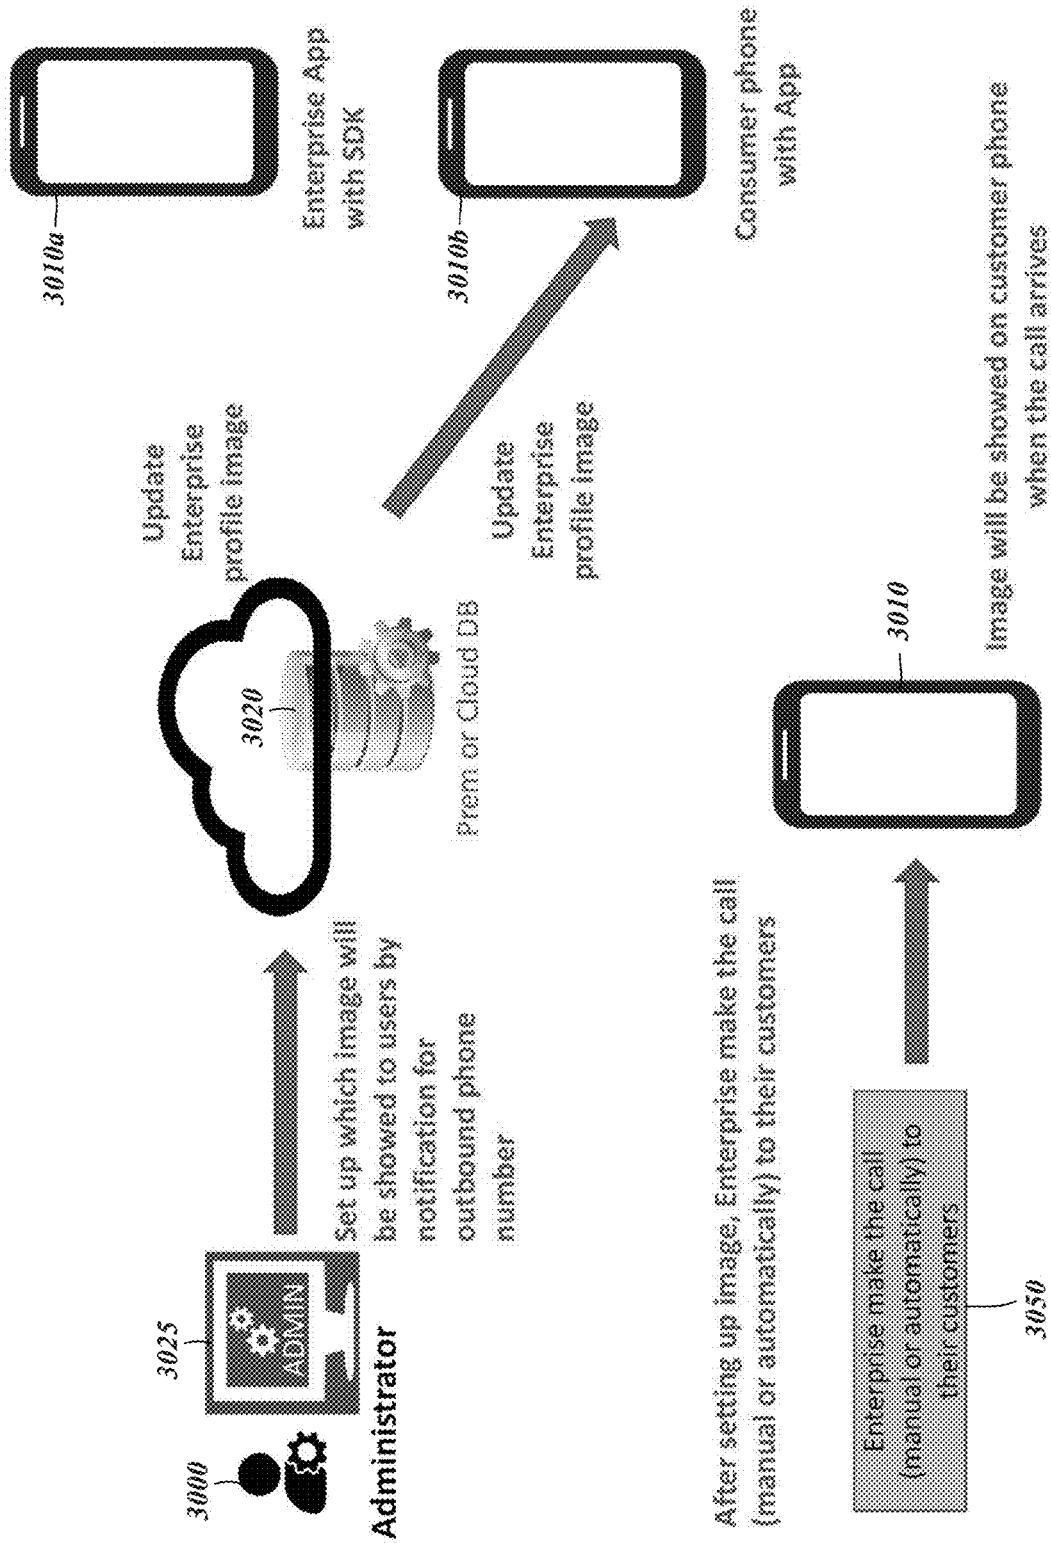 3000
3025
ADMIN
Administrator
Set up which image will
be showed to users by
notification for
outbound phone
number
3020
Prem or Cloud DB
Update
Enterprise
profile image
Update
Enterprise
profile image
3010a
Enterprise App
with SDK
3010b
Consumer phone
with App
After setting up image, Enterprise make the call
(manual or automatically) to their customers
Enterprise make the call
(manual or automatically) to
their customers
3050
3010
Image will be showed on customer phone
when the call arrives